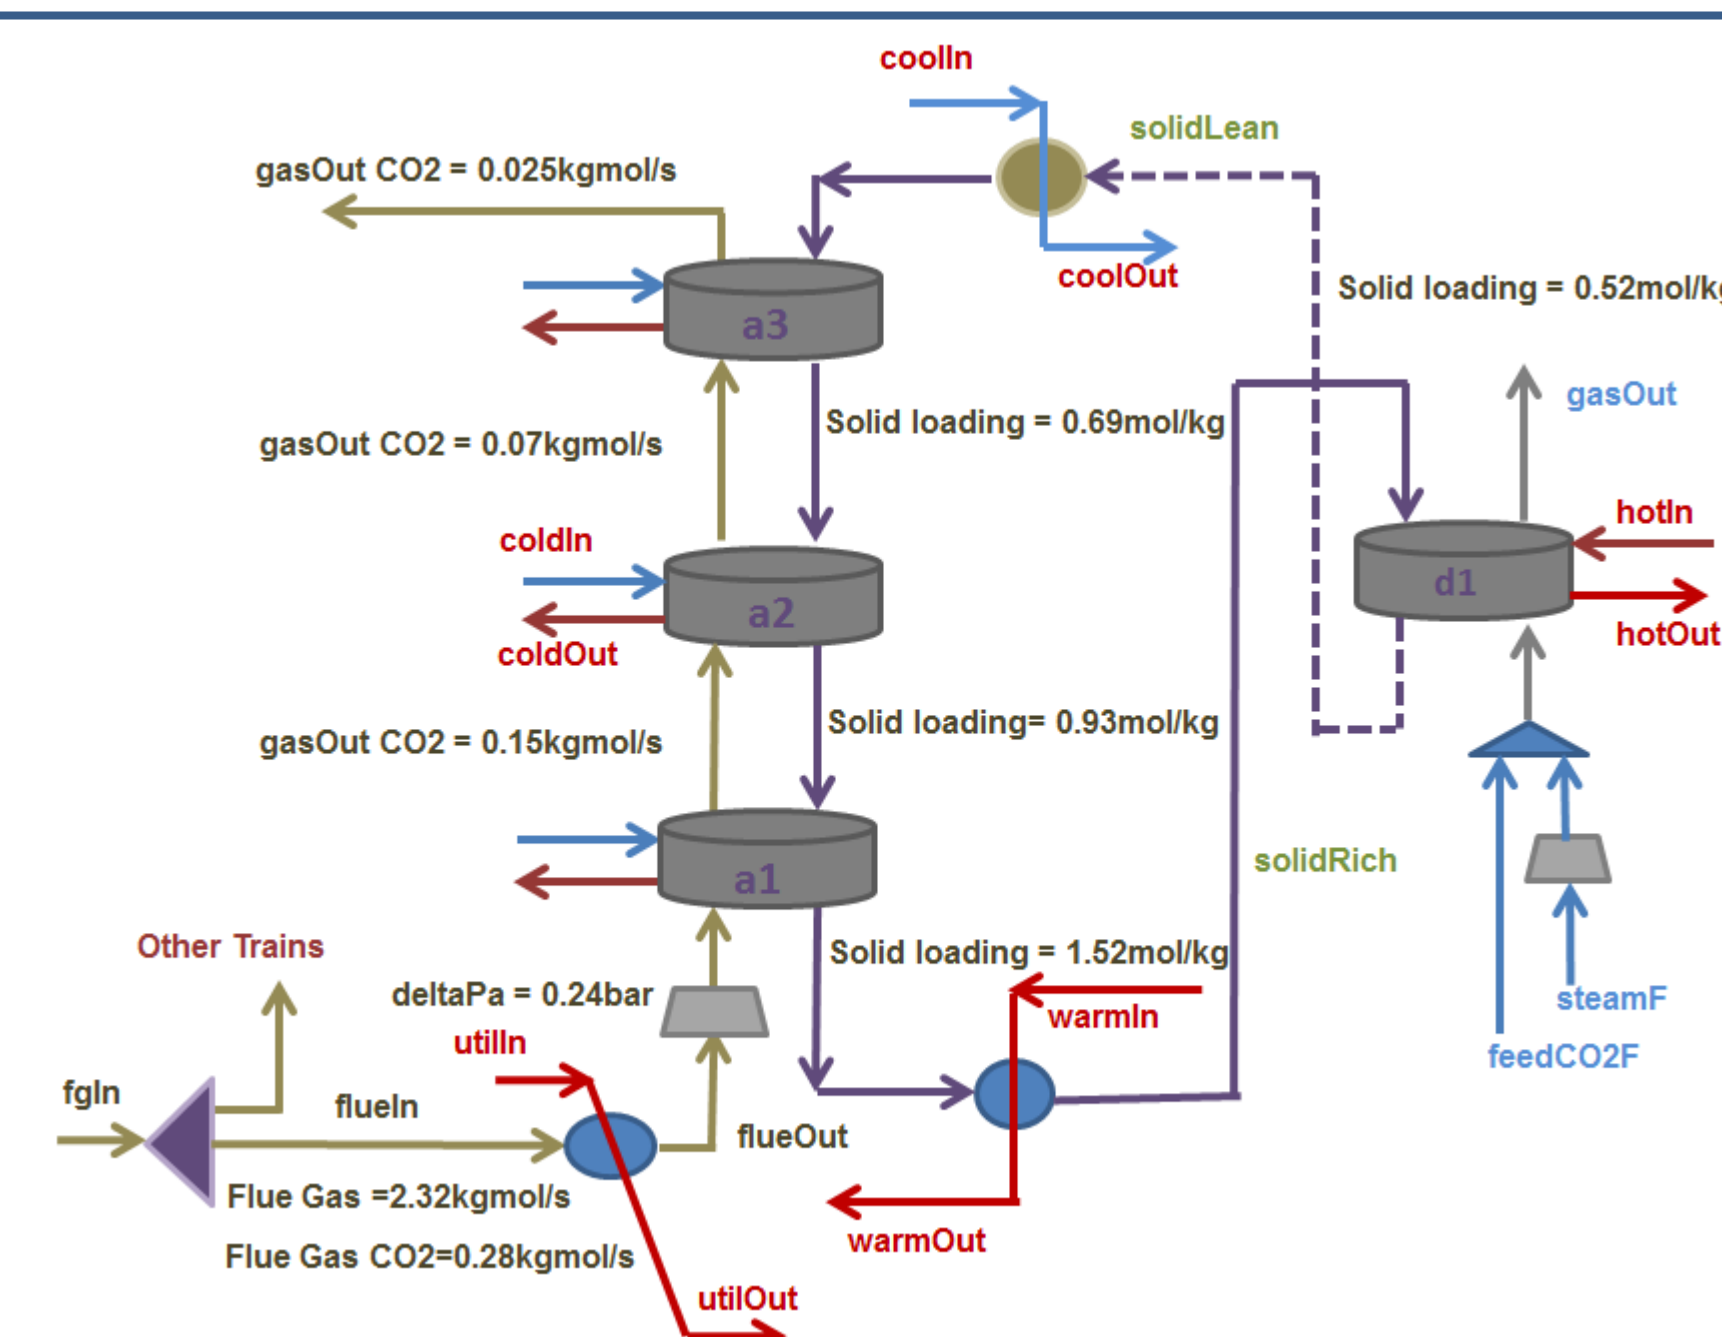 coolIn
solidLean
gasOut CO2 = 0.025kgmol/s
coolOut
Solid loading = 0.52mol/kg
a3
gasOut
Solid loading = 0.69mol/kg
gasOut CO2 = 0.07kgmol/s
hotIn
coldIn
d1
a2
hotOut
coldOut
Solid loading= 0.93mol/kg
gasOut CO2 = 0.15kgmol/s
solidRich
a1
Other Trains
Solid loading = 1.52mol/kg
deltaPa = 0.24bar
steamF
warmIn
utilIn
feedCO2F
fgIn
flueIn
flueOut
Flue Gas =2.32kgmol/s
warmOut
Flue Gas CO2=0.28kgmol/s
utilOut